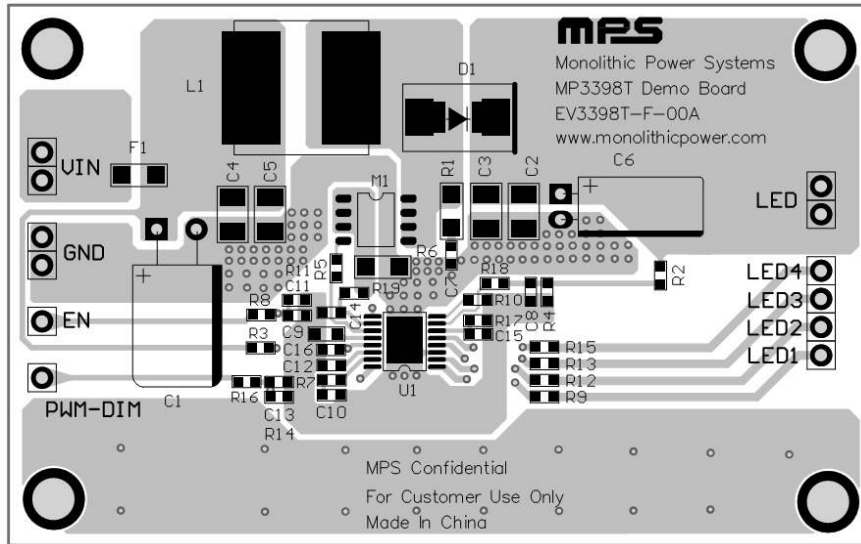 MPS
Monolithic Power Systems
MP3398T Demo Board
EV3398T-F-00A
www.monolithicpower.com
L1
D1
F1
VIN
C4
C5
M1
R1
C3
C2
C6
LED
GND
R5
R6
C7
R19
R2
R11
C11
C14
R18
R8
R10
C8
R4
EN
C9
R17
R3
C16
C15
C12
R7
U1
LED4
LED3
LED2
LED1
R15
R13
R12
R9
PWM-DIM
C1
R16
C13
C10
R14
MPS Confidential
For Customer Use Only
Made In China